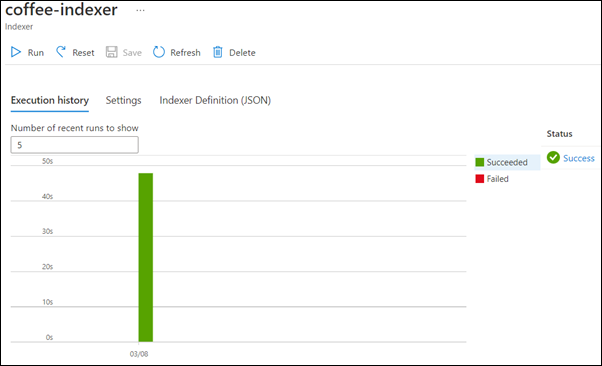 coffee-indexer ...
Indexer
Run Reset Save Refresh Delete
Execution history Settings Indexer Definition (JSON)
Number of recent runs to show
5
Status
Succeeded
Failed
Success
50s
40s
30s
20s
10s
0s
03/08